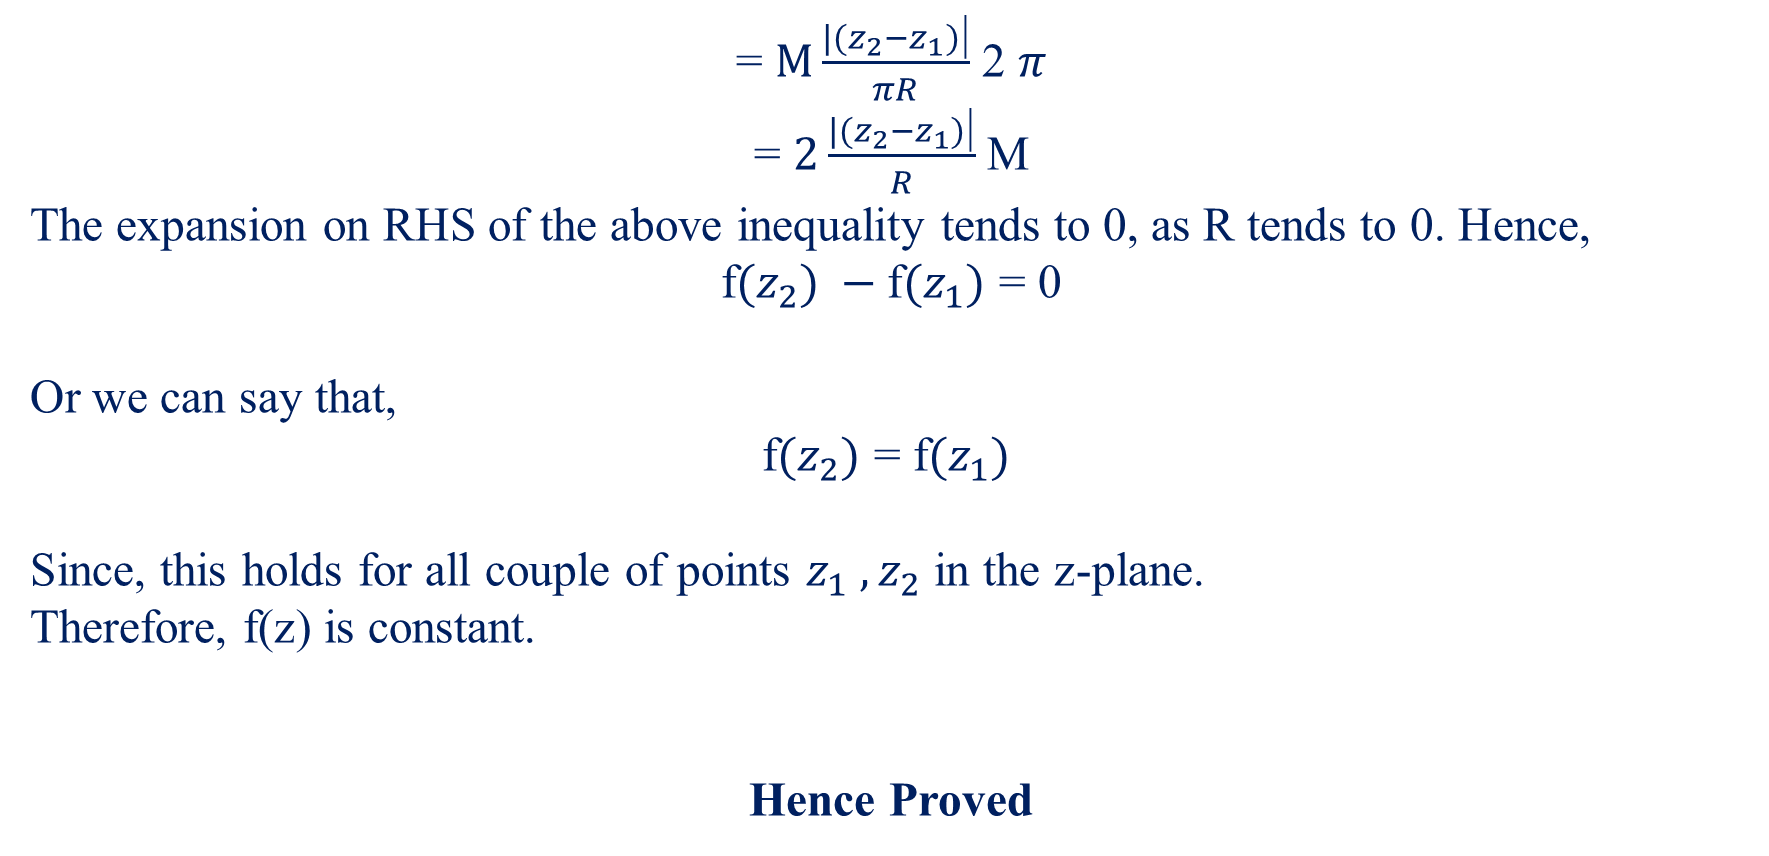 = M |(z₂−z₁)|/πR 2 π
= 2 |(z₂−z₁)|/R M
The expansion on RHS of the above inequality tends to 0, as R tends to 0. Hence,
f(z₂) − f(z₁) = 0
Or we can say that,
f(z₂) = f(z₁)
Since, this holds for all couple of points z₁ , z₂ in the z-plane.
Therefore, f(z) is constant.
Hence Proved